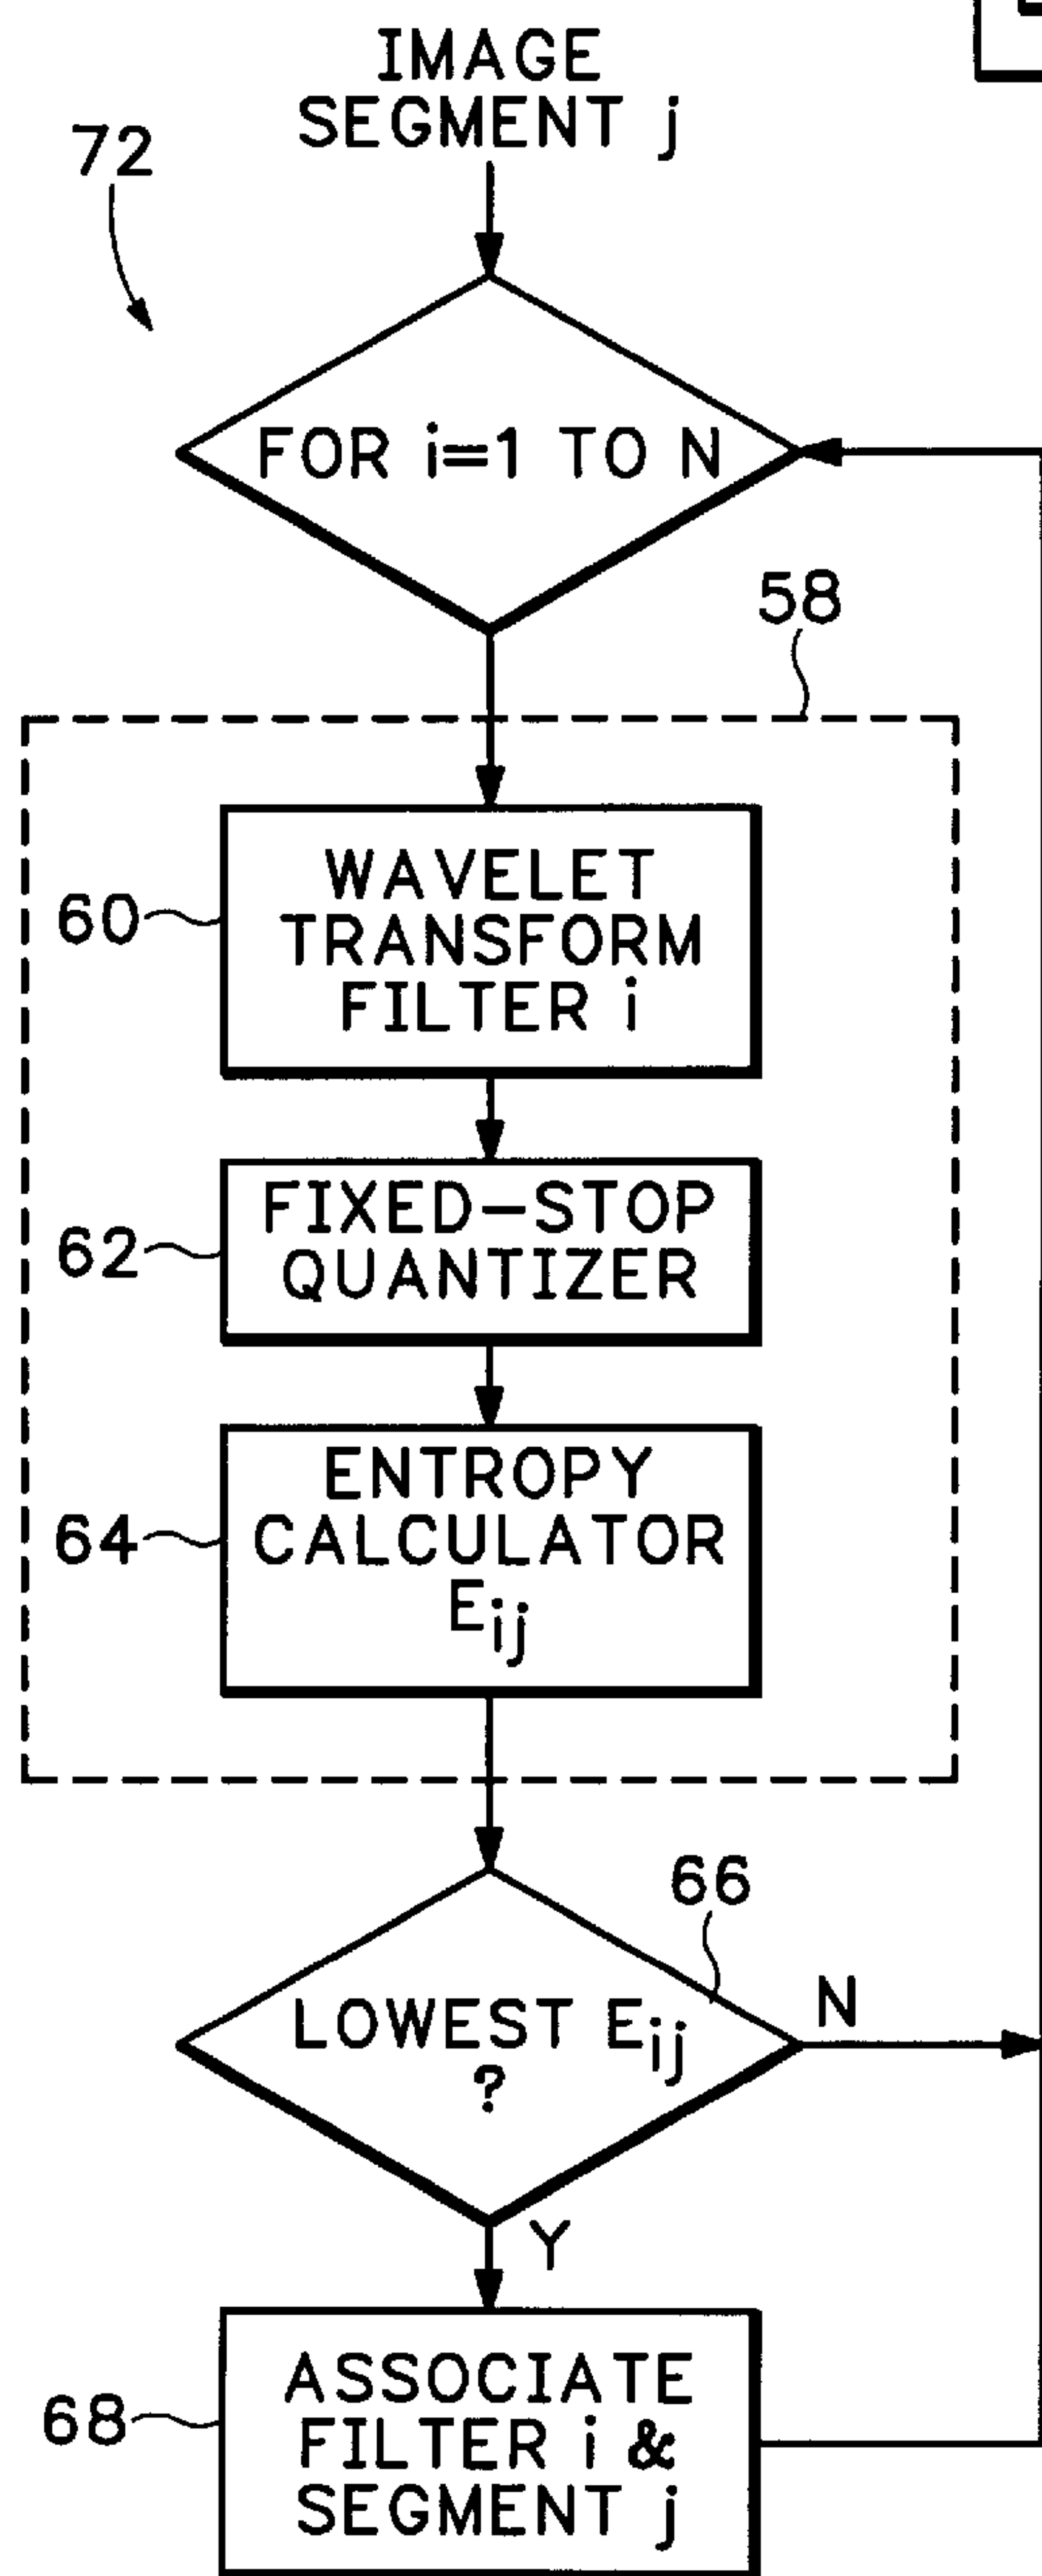 IMAGE
SEGMENT j
72
FOR i=1 TO N
58
60
WAVELET
TRANSFORM
FILTER i
62
FIXED-STOP
QUANTIZER
64
ENTROPY
CALCULATOR
Eij
66
LOWEST Eij
?
N
Y
68
ASSOCIATE
FILTER i &
SEGMENT j